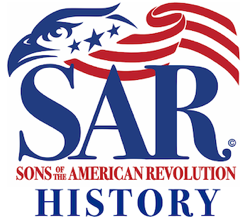 SAR©
SONS OF THE AMERICAN REVOLUTION
HISTORY